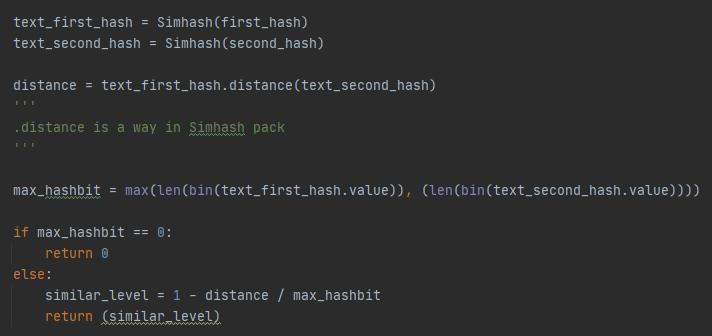 text_first_hash = Simhash(first_hash)
text_second_hash = Simhash(second_hash)
distance = text_first_hash.distance(text_second_hash)
'''
.distance is a way in Simhash pack
'''
max_hashbit = max(len(bin(text_first_hash.value)), (len(bin(text_second_hash.value))))
if max_hashbit == 0:
    return 0
else:
    similar_level = 1 - distance / max_hashbit
    return (similar_level)